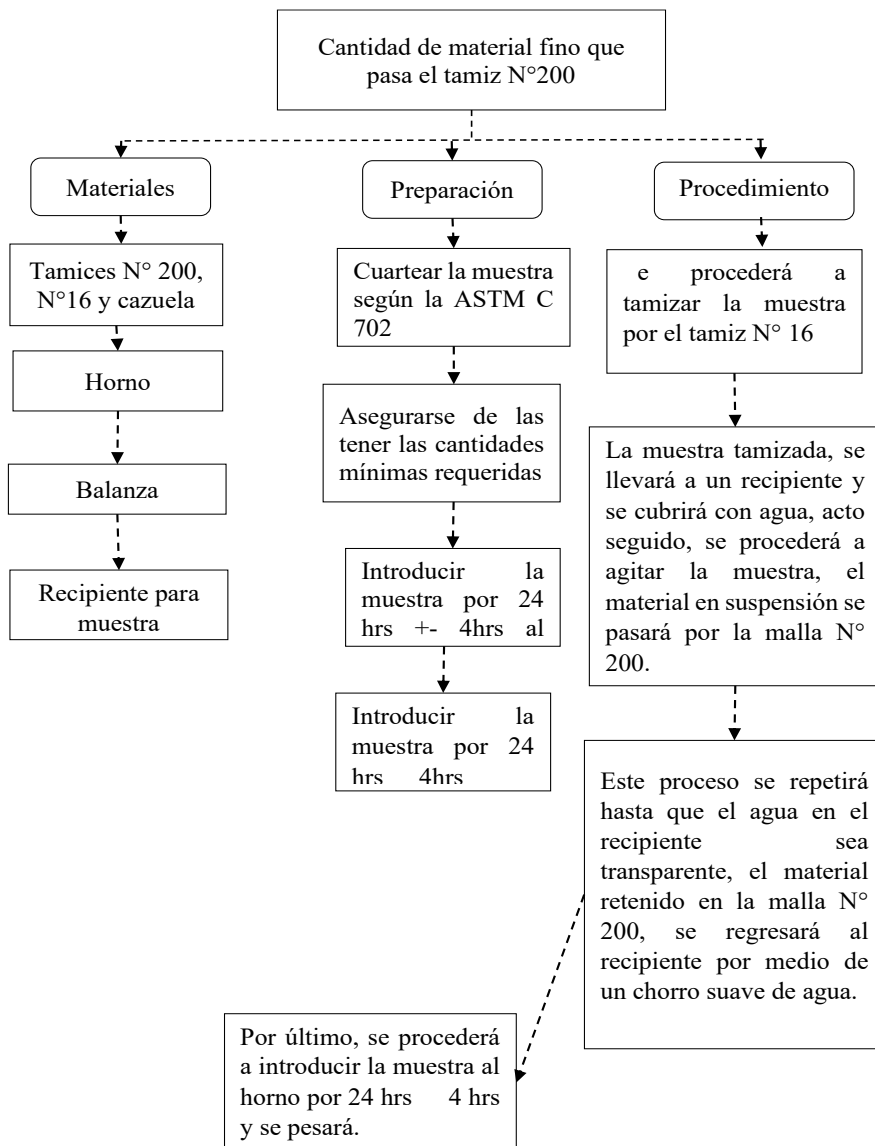 Cantidad de material fino que
pasa el tamiz N°200
Materiales
Tamices N° 200,
N°16 y cazuela
Horno
Balanza
Recipiente para
muestra
Preparación
Cuartear la muestra
según la ASTM C
702
Asegurarse de las
tener las cantidades
mínimas requeridas
Introducir la
muestra por 24
hrs +- 4hrs al
Introducir la
muestra por 24
hrs 4hrs
Procedimiento
e procederá a
tamizar la muestra
por el tamiz N° 16
La muestra tamizada, se
llevará a un recipiente y
se cubrirá con agua, acto
seguido, se procederá a
agitar la muestra, el
material en suspensión se
pasará por la malla N°
200.
Este proceso se repetirá
hasta que el agua en el
recipiente sea
transparente, el material
retenido en la malla N°
200, se regresará al
recipiente por medio de
un chorro suave de agua.
Por último, se procederá
a introducir la muestra al
horno por 24 hrs 4 hrs
y se pesará.